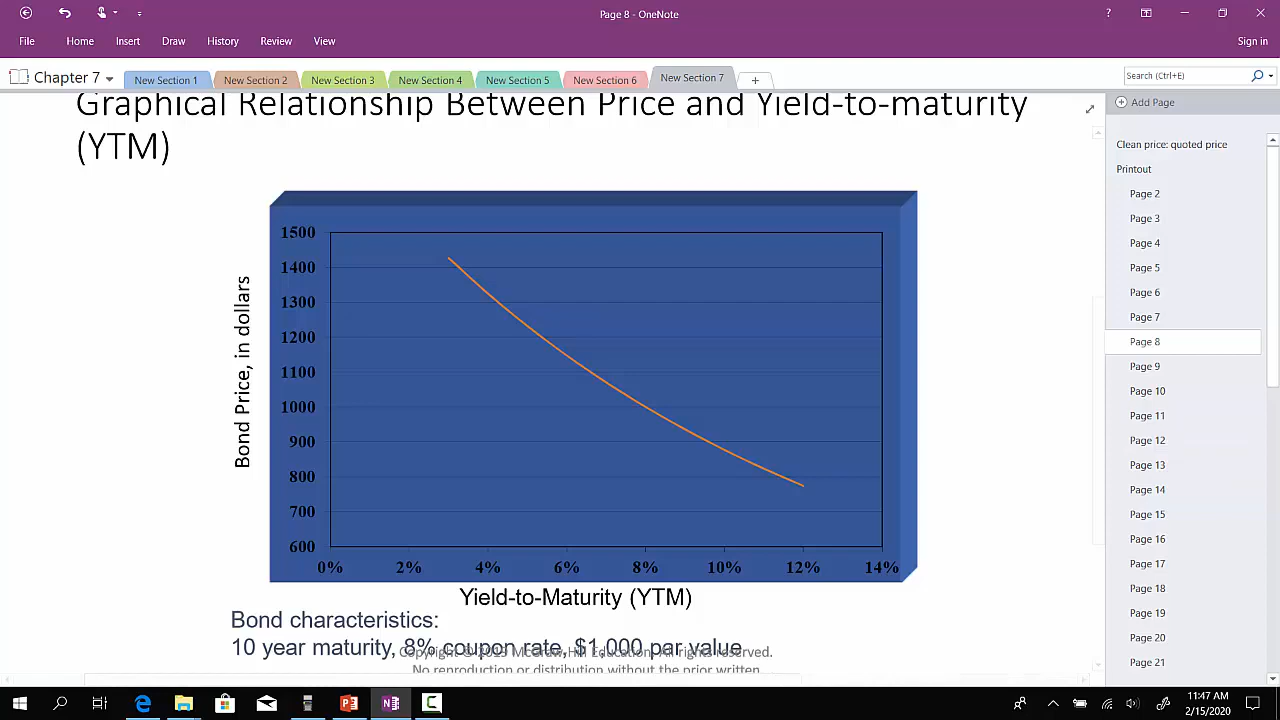 Page 8 - OneNote
?
File Home Insert Draw History Review View
Sign in
Chapter 7
New Section 1 New Section 2 New Section 3 New Section 4 New Section 5 New Section 6 New Section 7 +
Search (Ctrl+E)
Graphical Relationship Between Price and Yield-to-maturity
(YTM)
Bond Price, in dollars
1500
1400
1300
1200
1100
1000
900
800
700
600
0% 2% 4% 6% 8% 10% 12% 14%
Yield-to-Maturity (YTM)
Bond characteristics:
10 year maturity, 8% coupon rate, $1,000 par value
Copyright © McGraw-Hill Education. All rights reserved.
No reproduction or distribution without the prior written
Add Page
Clean price: quoted price
Printout
Page 2
Page 3
Page 4
Page 5
Page 6
Page 7
Page 8
Page 9
Page 10
Page 11
Page 12
Page 13
Page 14
Page 15
Page 16
Page 17
Page 18
Page 19
Page 20
Page 21
11:47 AM
2/15/2020